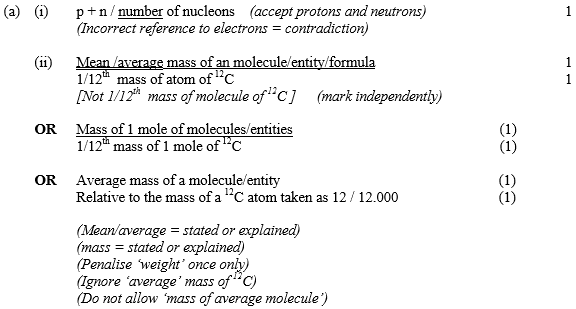 (a) (i) p + n / number of nucleons (accept protons and neutrons) 1
(Incorrect reference to electrons = contradiction)
(ii) Mean /average mass of an molecule/entity/formula 1
1/12th mass of atom of 12C 1
[Not 1/12th mass of molecule of 12C ] (mark independently)
OR Mass of 1 mole of molecules/entities (1)
1/12th mass of 1 mole of 12C (1)
OR Average mass of a molecule/entity (1)
Relative to the mass of a 12C atom taken as 12 / 12.000 (1)
(Mean/average = stated or explained)
(mass = stated or explained)
(Penalise ‘weight’ once only)
(Ignore ‘average’ mass of 12C)
(Do not allow ‘mass of average molecule’)